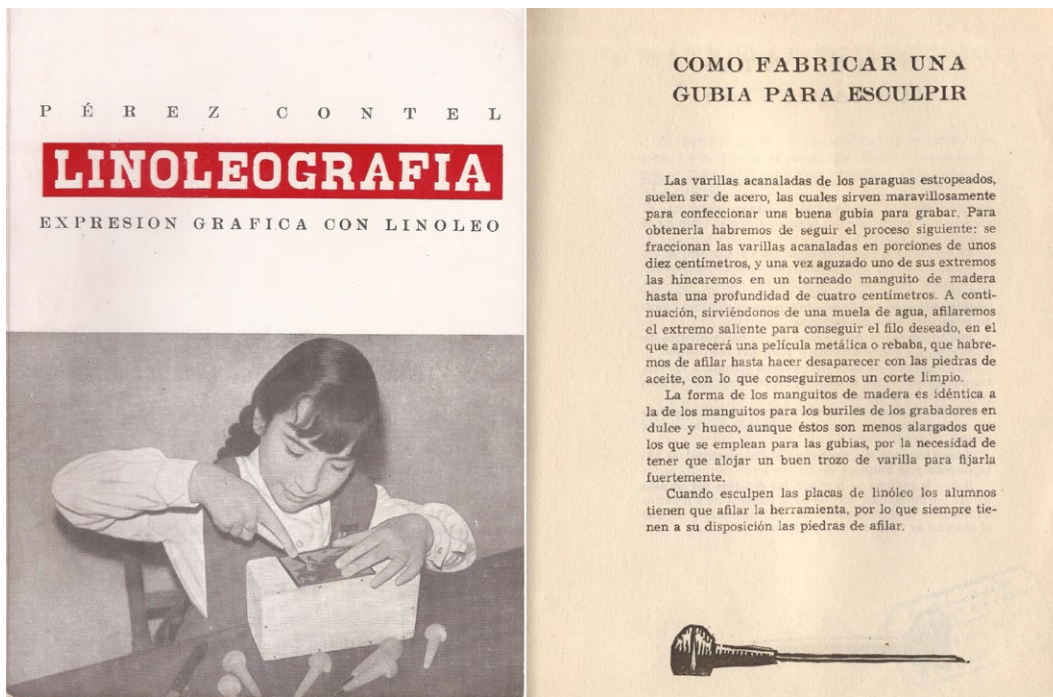 PÉREZ CONTEL
LINOLEOGRAFIA
EXPRESION GRAFICA CON LINOLEO
COMO FABRICAR UNA
GUBIA PARA ESCULPIR
Las varillas acanaladas de los paraguas estropeados,
suelen ser de acero, las cuales sirven maravillosamente
para confeccionar una buena gubia para grabar. Para
obtenerla habremos de seguir el proceso siguiente: se
fraccionan las varillas acanaladas en porciones de unos
diez centímetros, y una vez aguzado uno de sus extremos
las hincaremos en un torneado manguito de madera
hasta una profundidad de cuatro centímetros. A conti-
nuación, sirviéndonos de una muela de agua, afilaremos
el extremo saliente para conseguir el filo deseado, en el
que aparecerá una película metálica o rebaba, que habre-
mos de afilar hasta hacer desaparecer con las piedras de
aceite, con lo que conseguiremos un corte limpio.
La forma de los manguitos de madera es idéntica a
la de los manguitos para los buriles de los grabadores en
dulce y hueco, aunque éstos son menos alargados que
los que se emplean para las gubias, por la necesidad de
tener que alojar un buen trozo de varilla para fijarla
fuertemente.
Cuando esculpen las placas de linóleo los alumnos
tienen que afilar la herramienta, por lo que siempre tie-
nen a su disposición las piedras de afilar.